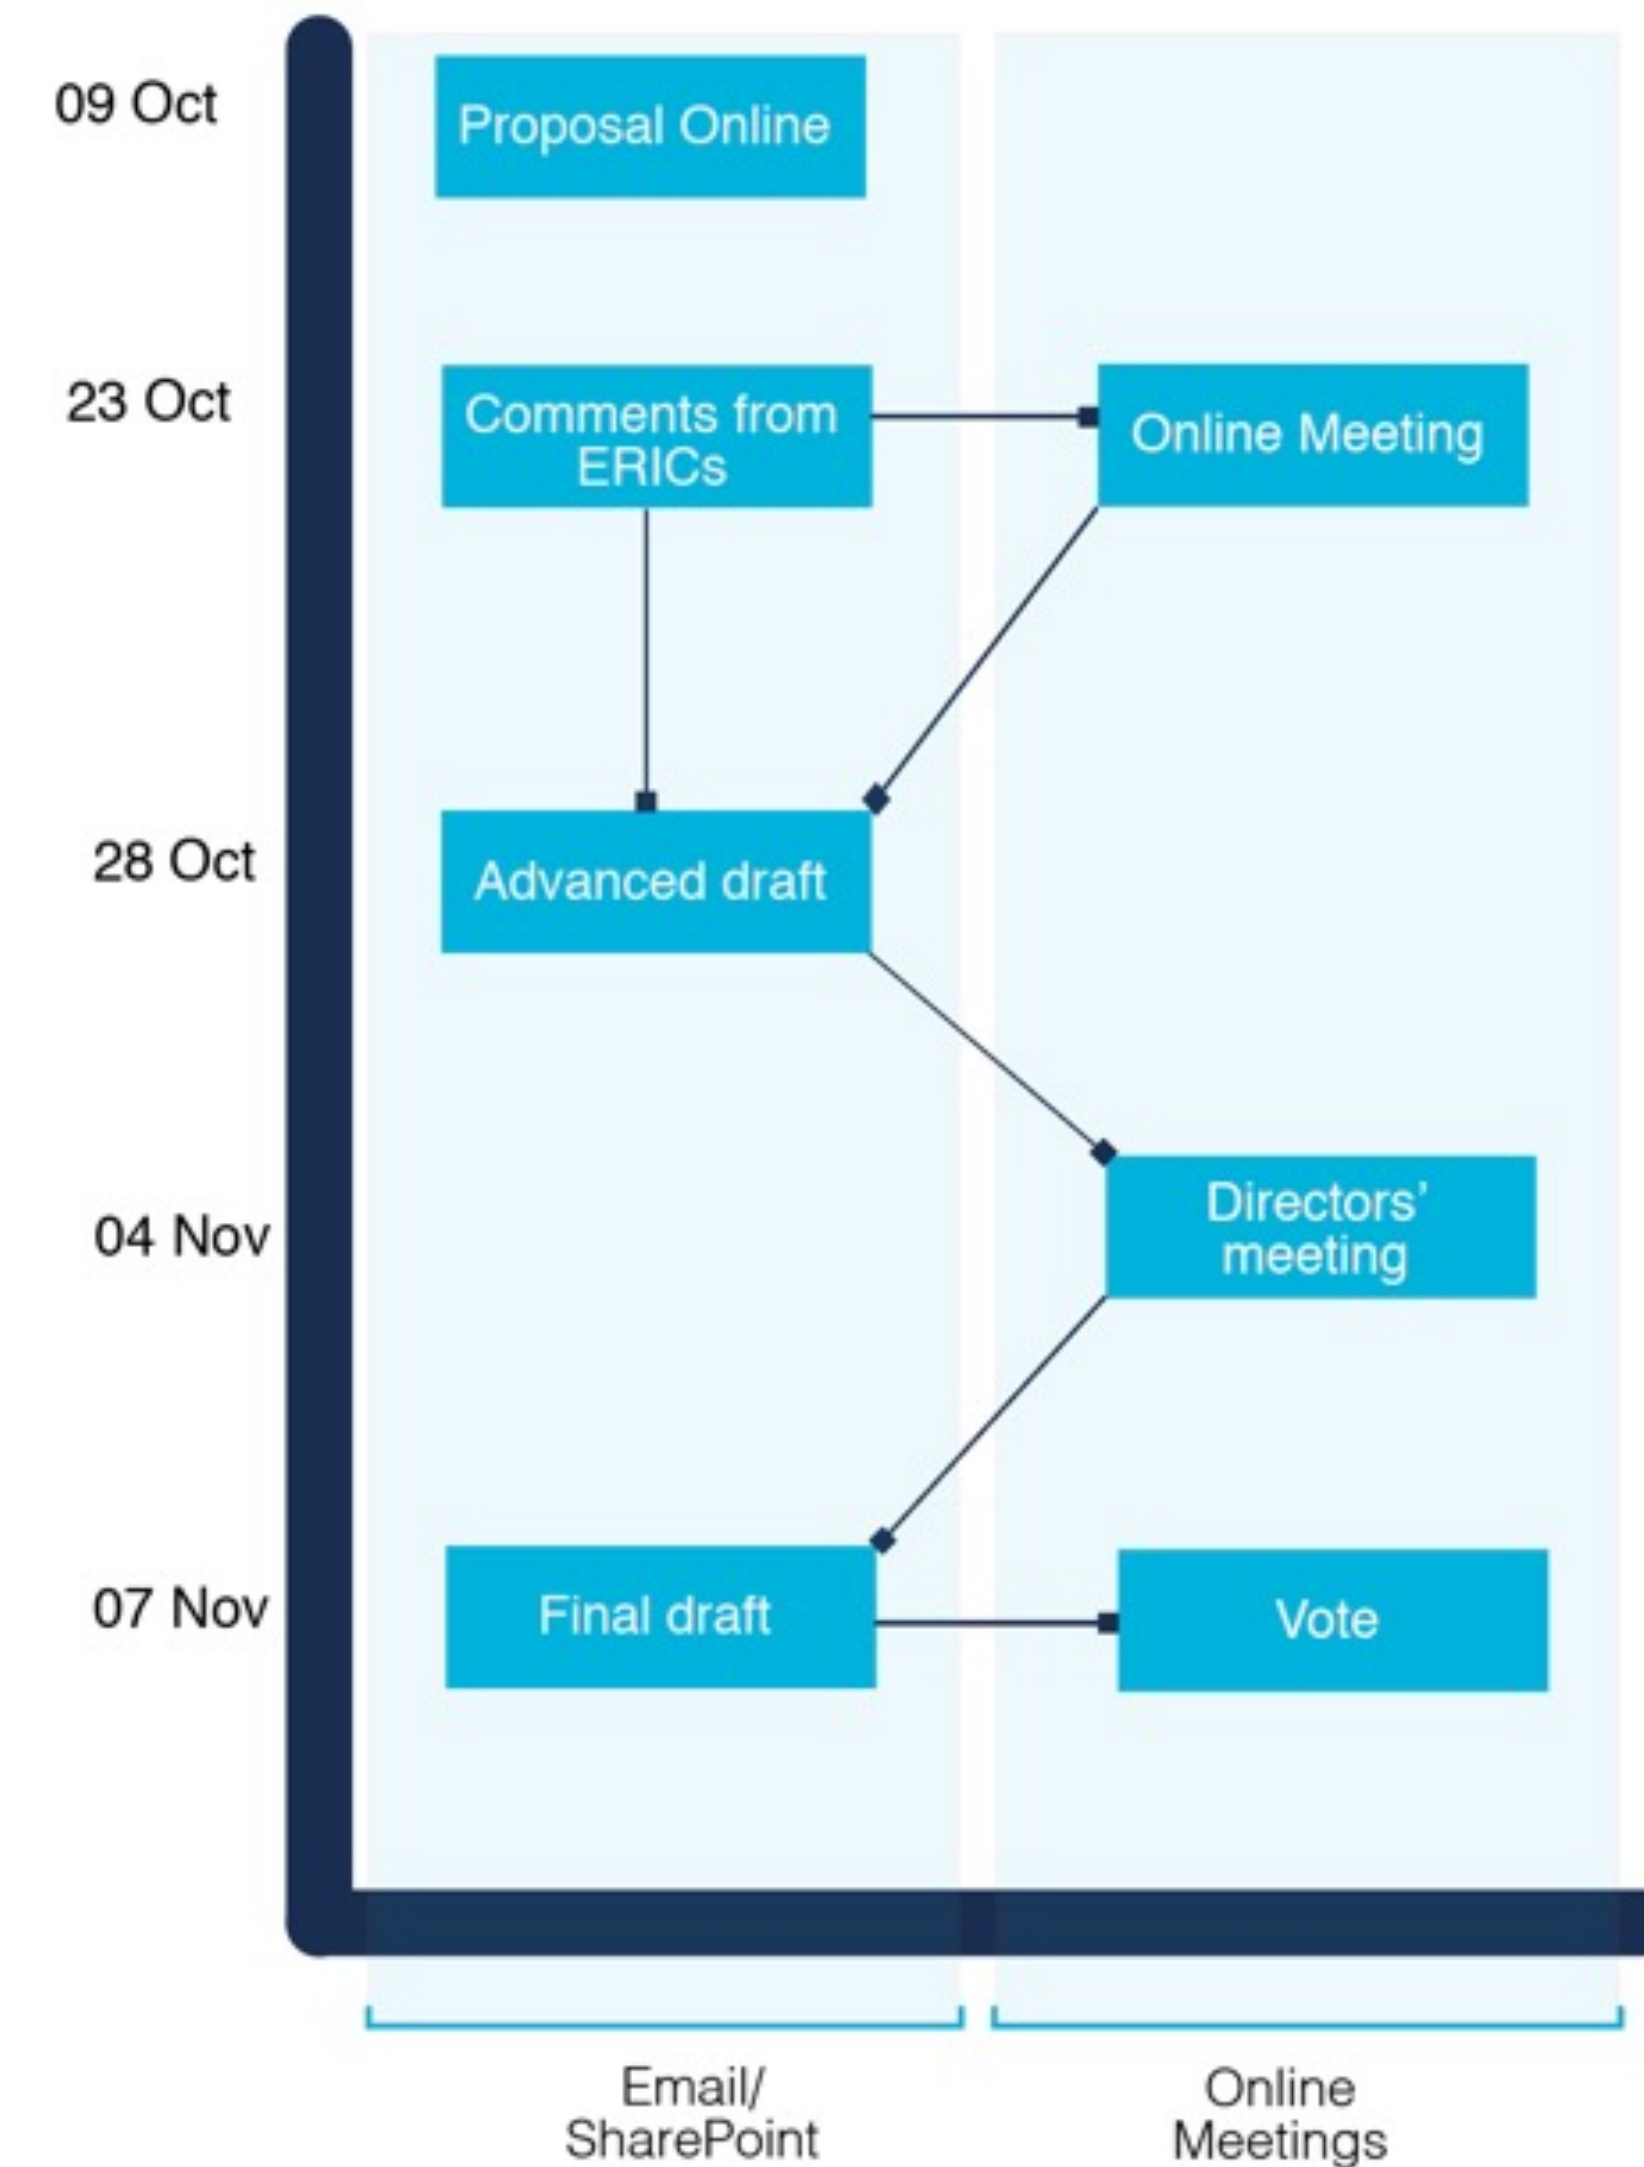 09 Oct
Proposal Online
23 Oct
Comments from
ERICs
Online Meeting
28 Oct
Advanced draft
04 Nov
Directors’
meeting
07 Nov
Final draft
Vote
Email/
SharePoint
Online
Meetings